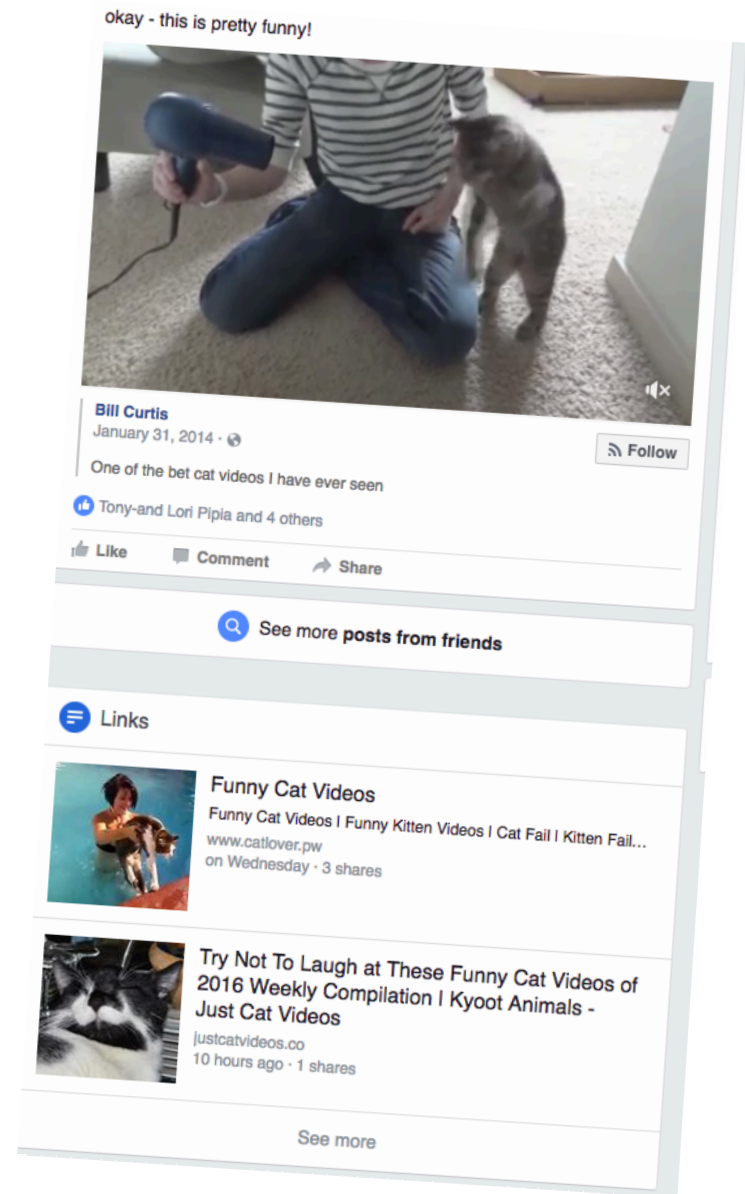 okay - this is pretty funny!
Bill Curtis
January 31, 2014 ·
Follow
One of the bet cat videos I have ever seen
Tony-and Lori Pipia and 4 others
Like Comment Share
See more posts from friends
Links
Funny Cat Videos
Funny Cat Videos I Funny Kitten Videos I Cat Fail I Kitten Fail...
www.catlover.pw
on Wednesday · 3 shares
Try Not To Laugh at These Funny Cat Videos of
2016 Weekly Compilation I Kyoot Animals -
Just Cat Videos
justcatvideos.co
10 hours ago · 1 shares
See more